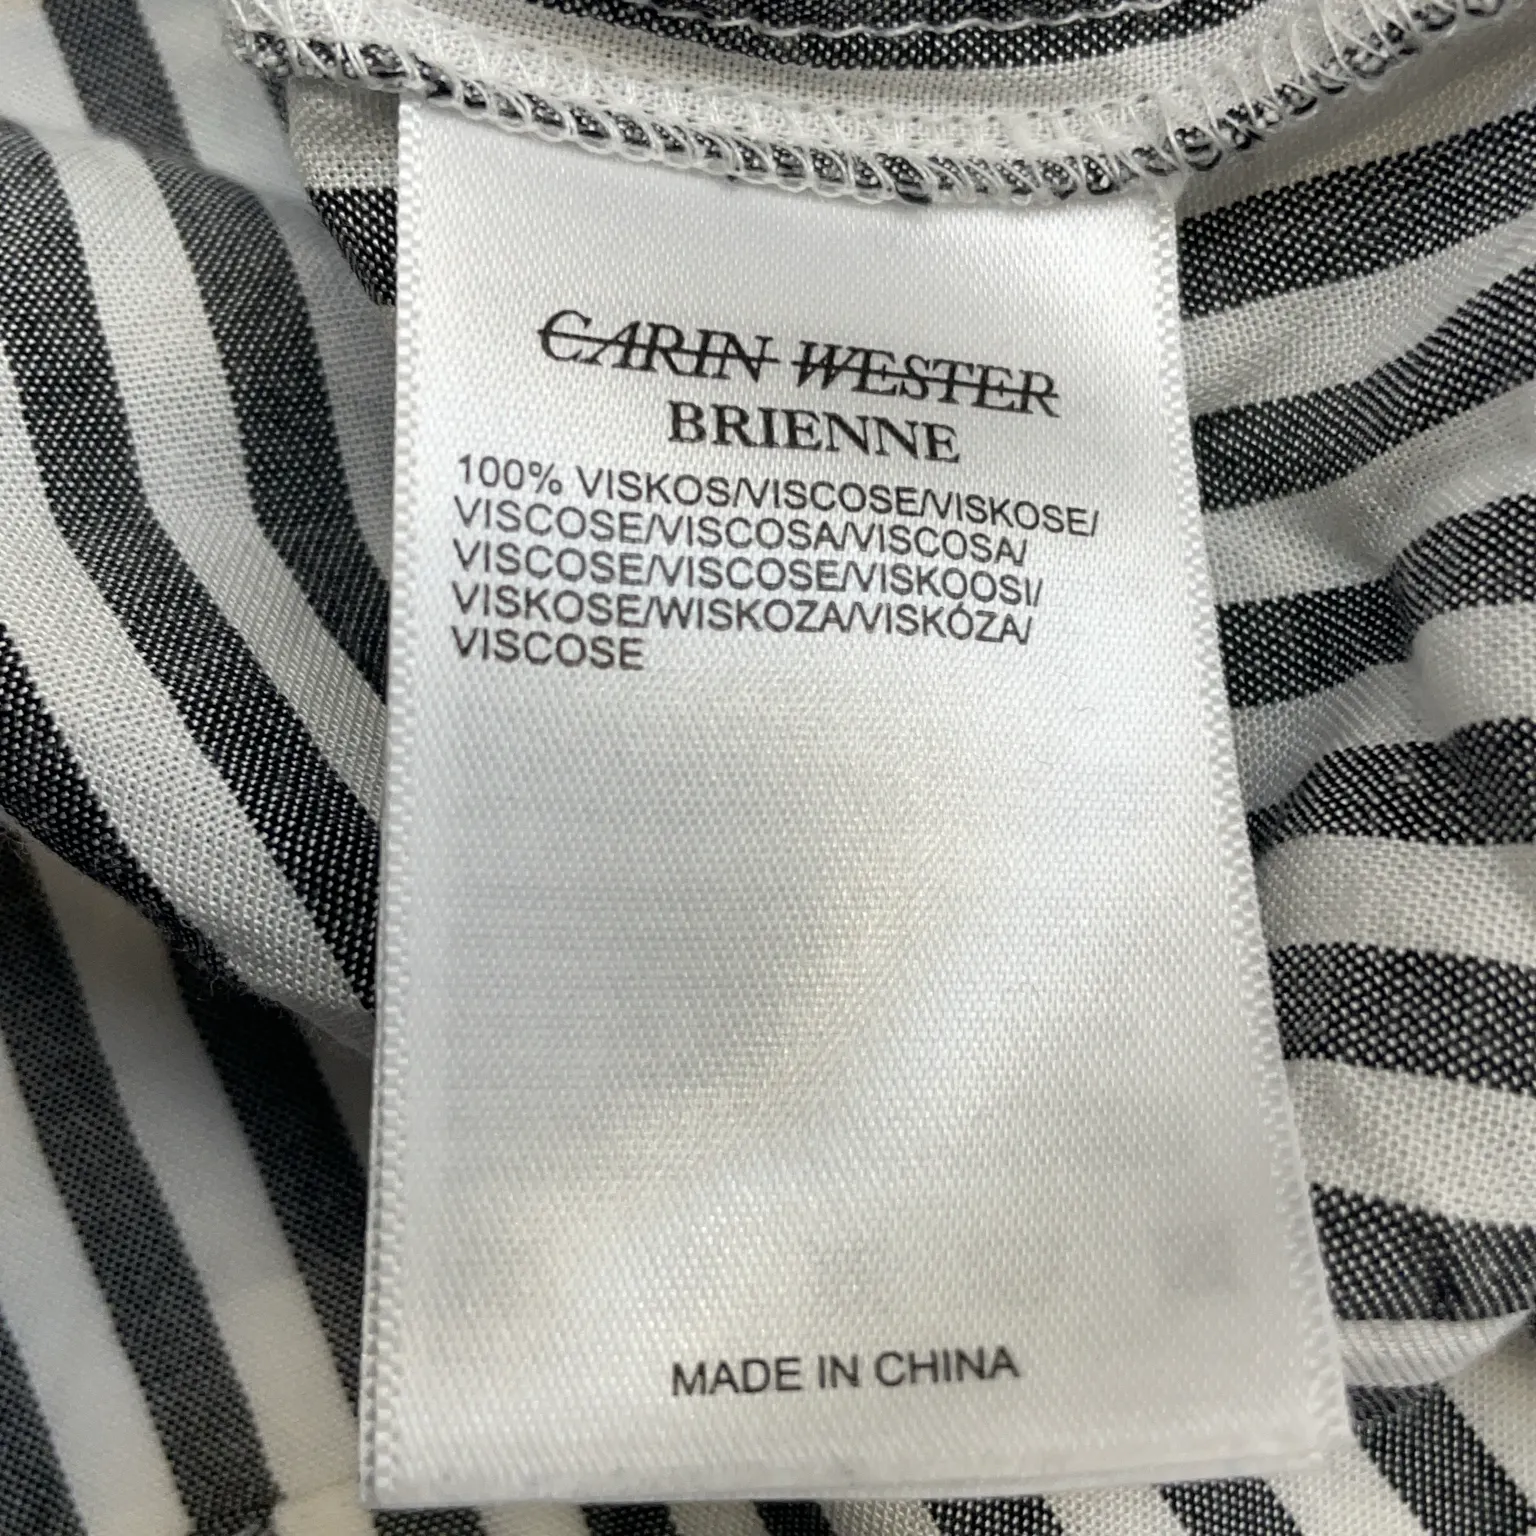 CARIN WESTER
BRIENNE
100% VISKOS/VISCOSE/VISKOSE/
VISCOSE/VISCOSA/VISCOSA/
VISCOSE/VISCOSE/VISKOOSI/
VISKOSE/WISKOZA/VISKÓZA/
VISCOSE
MADE IN CHINA